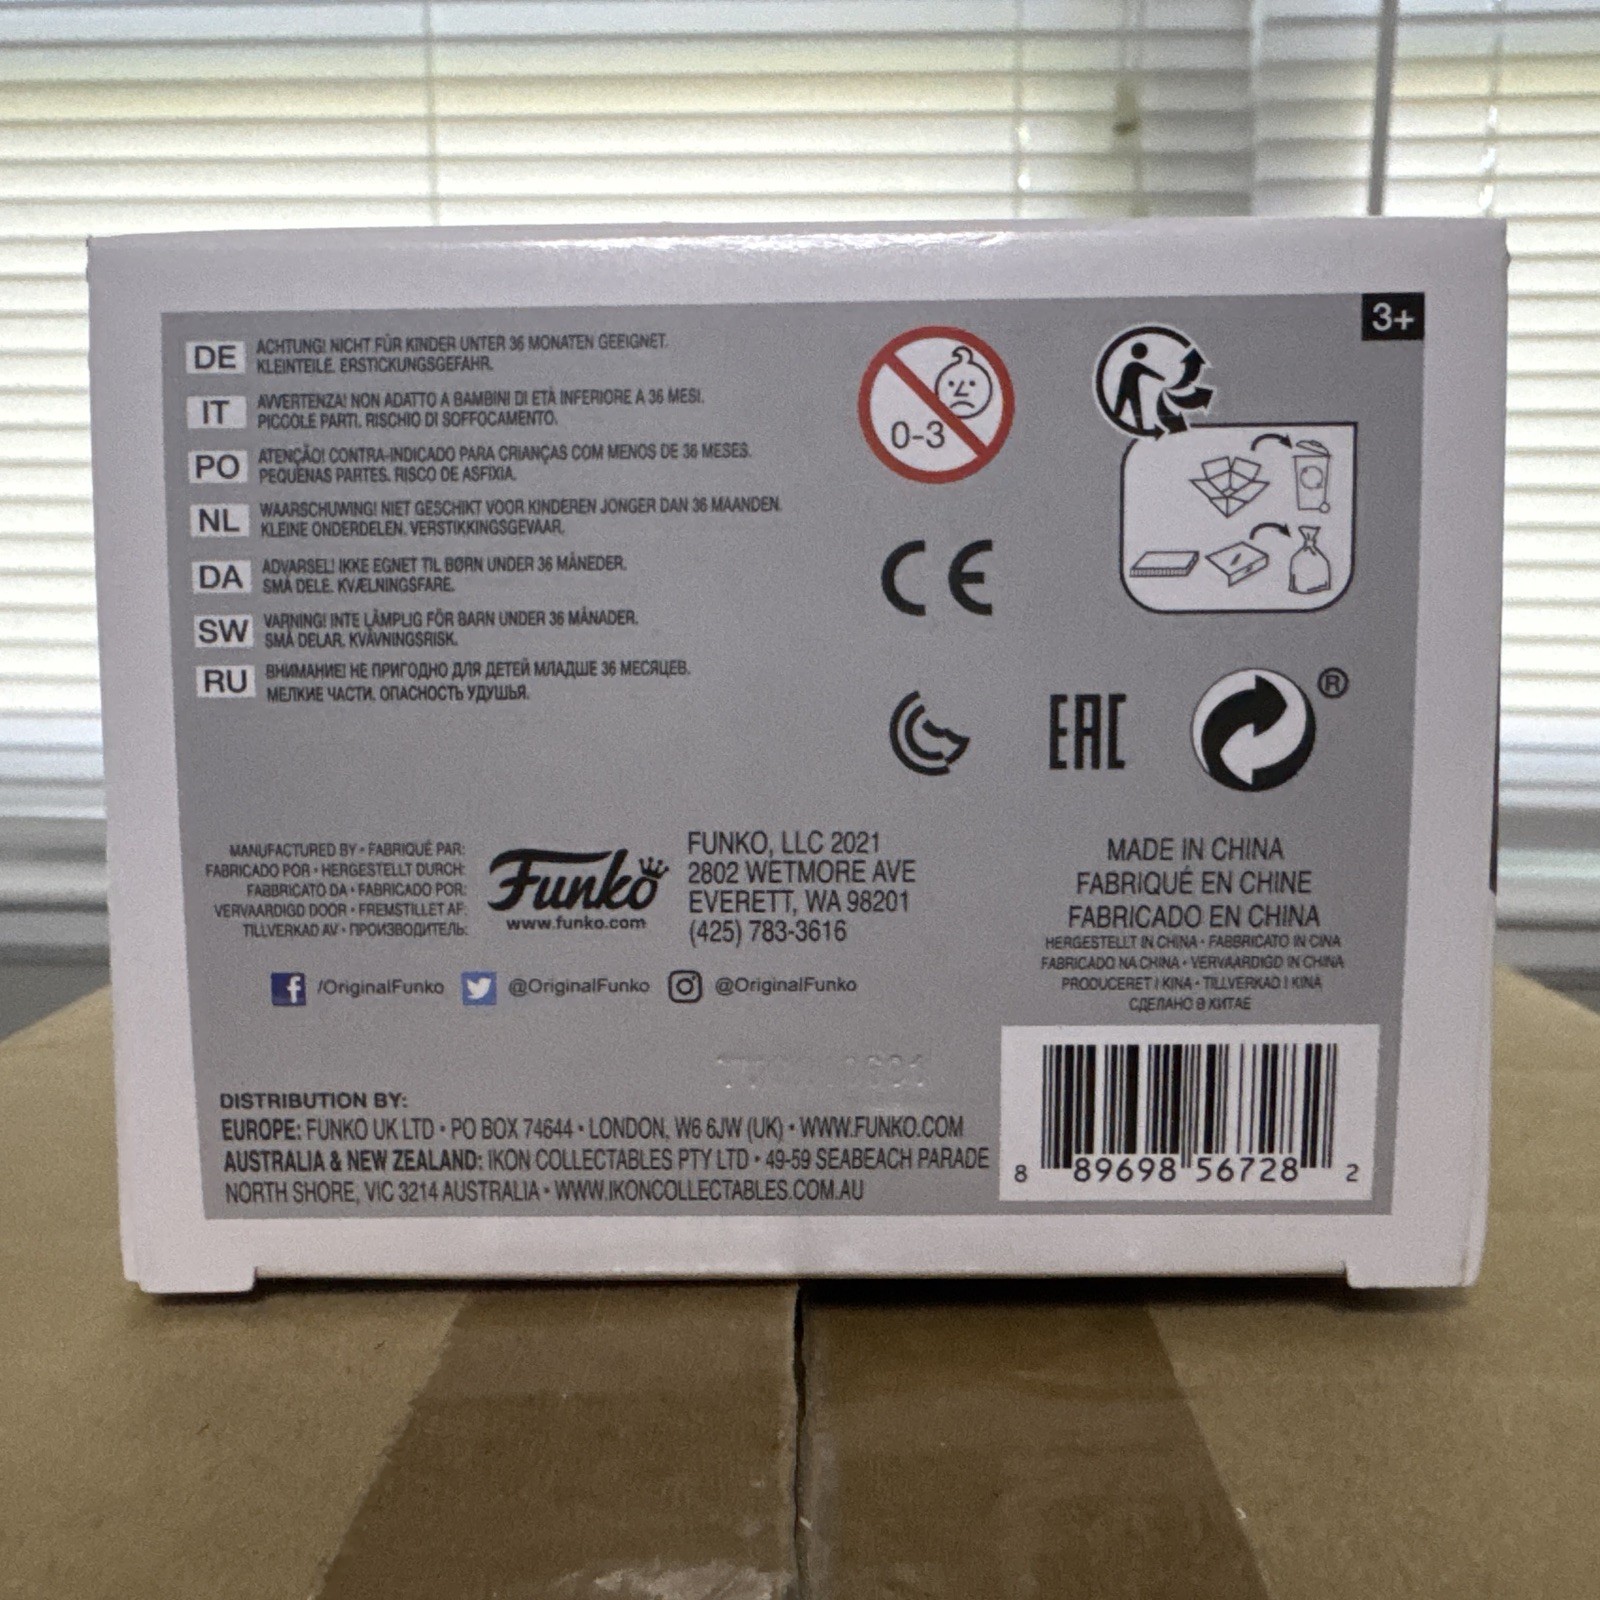 3+
DE
ACHTUNG! NICHT FÜR KINDER UNTER 36 MONATEN GEEIGNET.
KLEINTEILE. ERSTICKUNGSGEFAHR.
IT
AVVERTENZA! NON ADATTO A BAMBINI DI ETÀ INFERIORE A 36 MESI.
PICCOLE PARTI. RISCHIO DI SOFFOCAMENTO.
PO
ATENÇÃO! CONTRA-INDICADO PARA CRIANÇAS COM MENOS DE 36 MESES.
PEQUENAS PARTES. RISCO DE ASFIXIA.
NL
WAARSCHUWING! NIET GESCHIKT VOOR KINDEREN JONGER DAN 36 MAANDEN.
KLEINE ONDERDELEN. VERSTIKKINGSGEVAAR.
DA
ADVARSEL! IKKE EGNET TIL BØRN UNDER 36 MÅNEDER.
SMÅ DELE. KVÆLNINGSFARE.
SW
VARNING! INTE LÄMPLIG FÖR BARN UNDER 36 MÅNADER.
SMÅ DELAR. KVÄVNINGSRISK.
RU
ВНИМАНИЕ! НЕ ПРИГОДНО ДЛЯ ДЕТЕЙ МЛАДШЕ 36 МЕСЯЦЕВ.
МЕЛКИЕ ЧАСТИ. ОПАСНОСТЬ УДУШЬЯ.
0-3
CE
EAC
®
MANUFACTURED BY • FABRIQUÉ PAR:
FABRICADO POR • HERGESTELLT DURCH:
FABBRICATO DA • FABRICADO POR:
VERVAARDIGD DOOR • FREMSTILLET AF:
TILLVERKAD AV • ПРОИЗВОДИТЕЛЬ:
Funko
www.funko.com
FUNKO, LLC 2021
2802 WETMORE AVE
EVERETT, WA 98201
(425) 783-3616
MADE IN CHINA
FABRIQUÉ EN CHINE
FABRICADO EN CHINA
HERGESTELLT IN CHINA • FABBRICATO IN CINA
FABRICADO NA CHINA • VERVAARDIGD IN CHINA
PRODUCERET I KINA • TILLVERKAD I KINA
СДЕЛАНО В КИТАЕ
/OriginalFunko @OriginalFunko @OriginalFunko
DISTRIBUTION BY:
EUROPE: FUNKO UK LTD • PO BOX 74644 • LONDON, W6 6JW (UK) • WWW.FUNKO.COM
AUSTRALIA & NEW ZEALAND: IKON COLLECTABLES PTY LTD • 49-59 SEABEACH PARADE
NORTH SHORE, VIC 3214 AUSTRALIA • WWW.IKONCOLLECTABLES.COM.AU
8 89698 56728 2